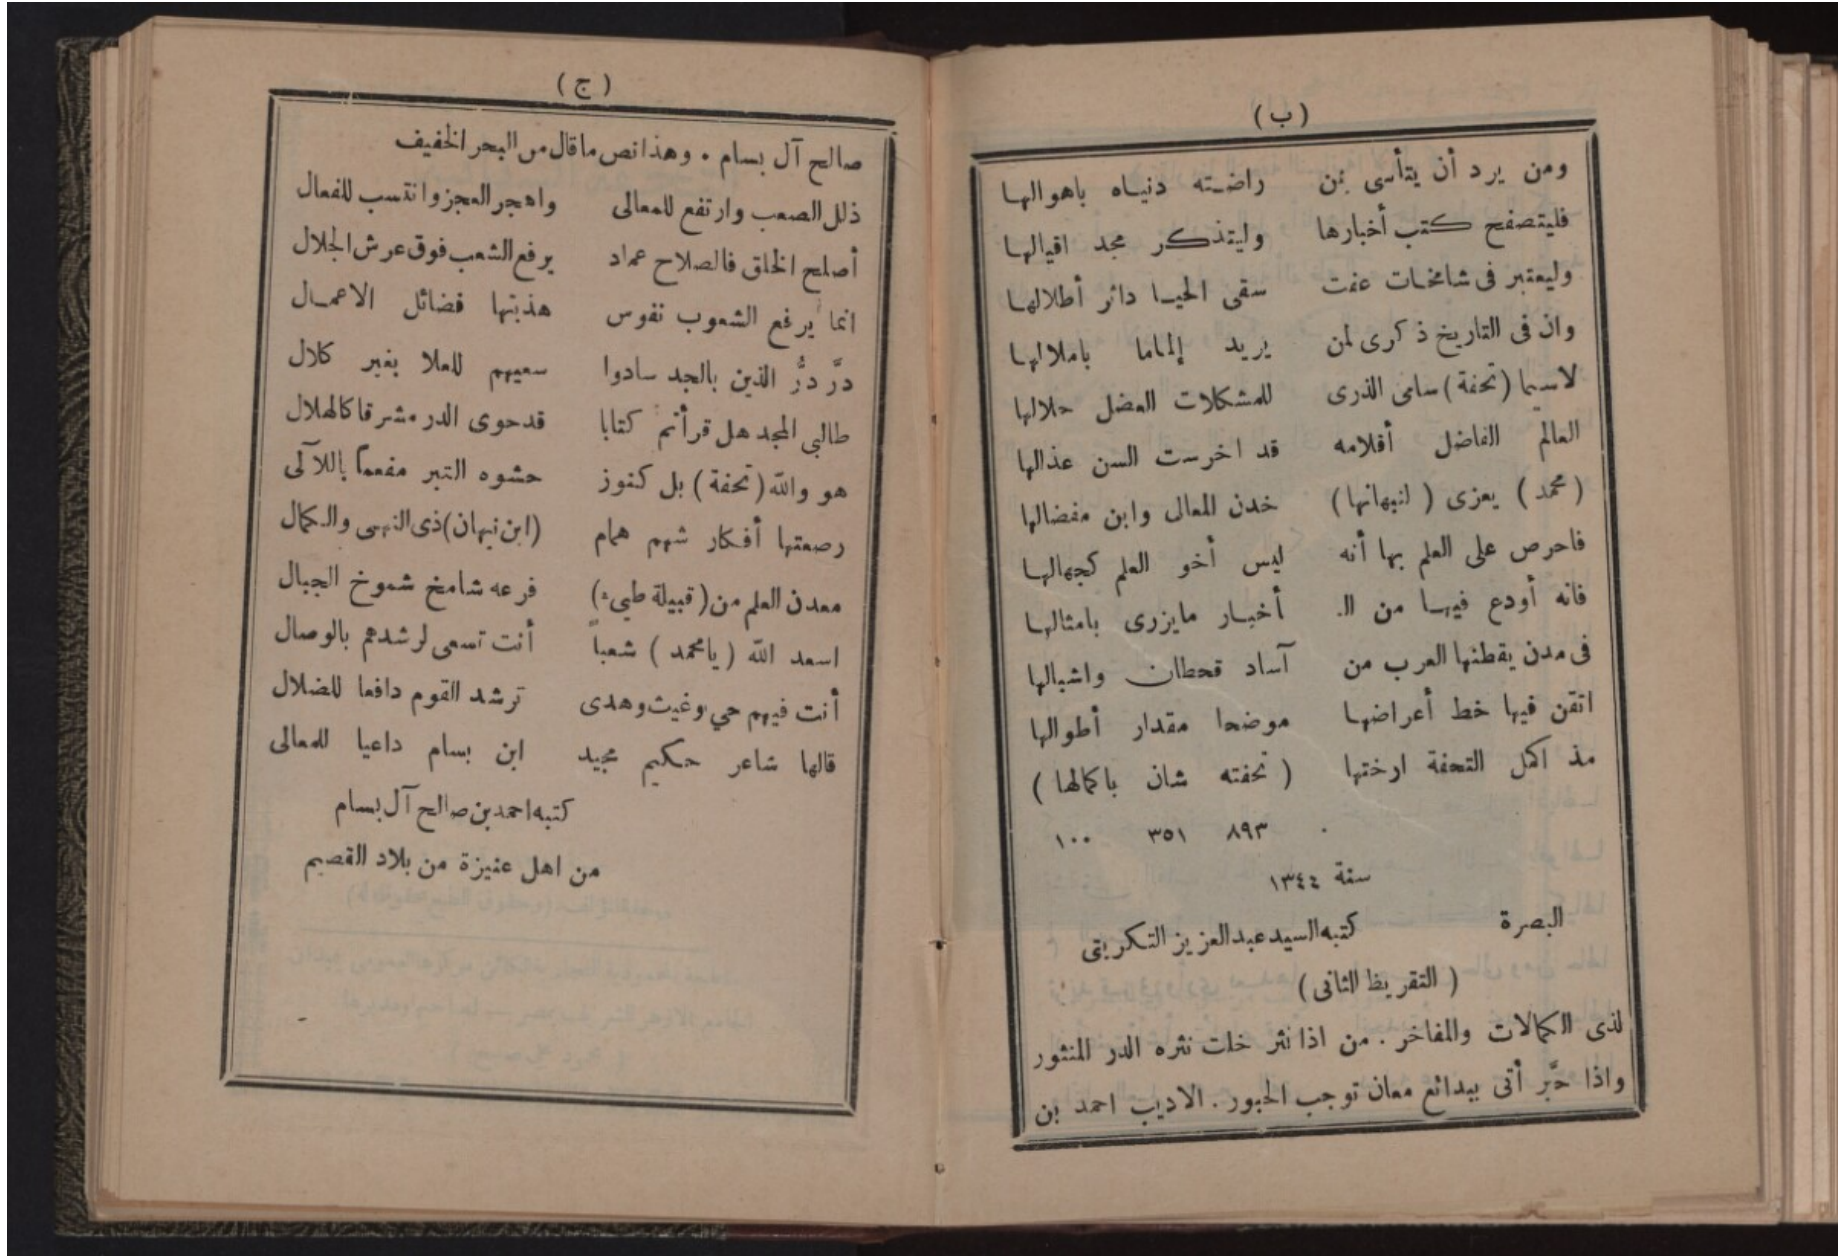 (ب)
ومن يرد أن يتأسى بمن راضته دنياه باهوالها
فليتصفح كتب أخبارها وليتذكر مجد اقيالها
وليعتبر فى شامخات عفت سقى الحيا دائر أطلالها
وان فى التاريخ ذكرى لمن يريد إلماما باملالها
لاسيما (تحفة) سامى الذرى للمشكلات العضل حلالها
العالم الفاضل أقلامه قد اخرست السن عذالها
(محمد) يعزى (لنبهانها) خدن المعالى وابن مفضالها
فاحرص على العلم بها أنه ليس أخو العلم كجهالها
فانه أودع فيها من الـ أخبار مايزرى بامثالها
فى مدن يقطنها العرب من آساد قحطان واشبالها
اتقن فيها خط أعراضها موضحا مقدار أطوالها
مذ اكمل التحفة ارختها (تحفته شان باكمالها)
٨٩٣ ٣٥١ ١٠٠
سنة ١٣٤٤
البصرة كتبه السيد عبدالعزيز التكريتى
(التقريظ الثانى)
لذى الكمالات والمفاخر . من اذا نثر خلت نثره الدر المنثور
واذا حبَّر أتى ببدائع معان توجب الحبور . الاديب احمد بن
(ج)
صالح آل بسام . وهذا نص ماقال من البحر الخفيف
ذلل الصعب وارتفع للمعالى واهجر العجز وانتسب للفعال
أصلح الخلق فالصلاح عماد يرفع الشعب فوق عرش الجلال
انما يرفع الشعوب نفوس هذبتها فضائل الاعمال
درَّ درُّ الذين بالجد سادوا سعيهم للعلا بغير كلال
طالبى المجد هل قرأتم كتابا قد حوى الدر مشرقا كالهلال
هو والله (تحفة) بل كنوز حشوه التبر مفعماً باللآلى
رصعتها أفكار شهم همام (ابن نبهان) ذى النهى والكمال
معدن العلم من (قبيلة طيء) فرعه شامخ شموخ الجبال
اسعد الله (يامحمد) شعباً أنت تسعى لرشدهم بالوصال
أنت فيهم حي وغيث وهدى ترشد القوم دافعا للضلال
قالها شاعر حكيم مجيد ابن بسام داعيا للمعالى
كتبه احمد بن صالح آل بسام
من اهل عنيزة من بلاد القصيم